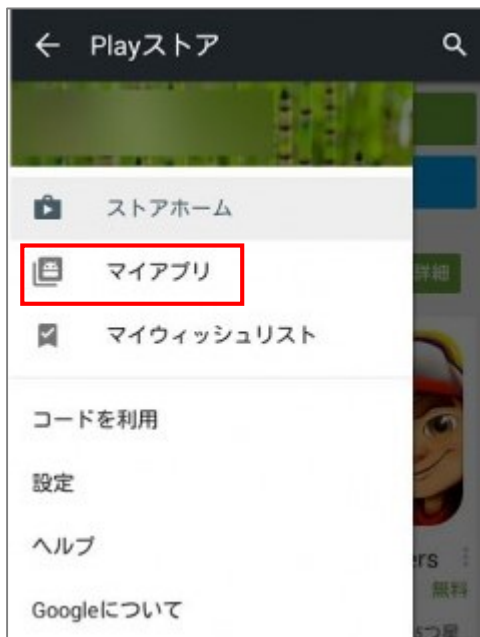 Playストア
ストアホーム
マイアプリ
詳細
マイウィッシュリスト
コードを利用
設定
ヘルプ
ers
無料
Googleについて